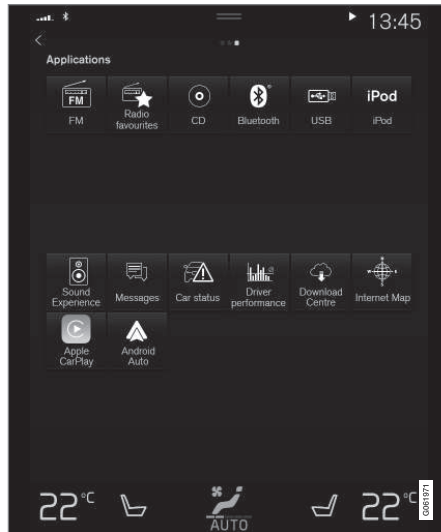 13:45
Applications
FM
iPod
FM
Radio
favourites
CD
Bluetooth
USB
iPod
Sound
Experience
Messages
Car status
Driver
performance
Download
Centre
Internet Map
Apple
CarPlay
Android
Auto
22°C
AUTO
22°C
G061971